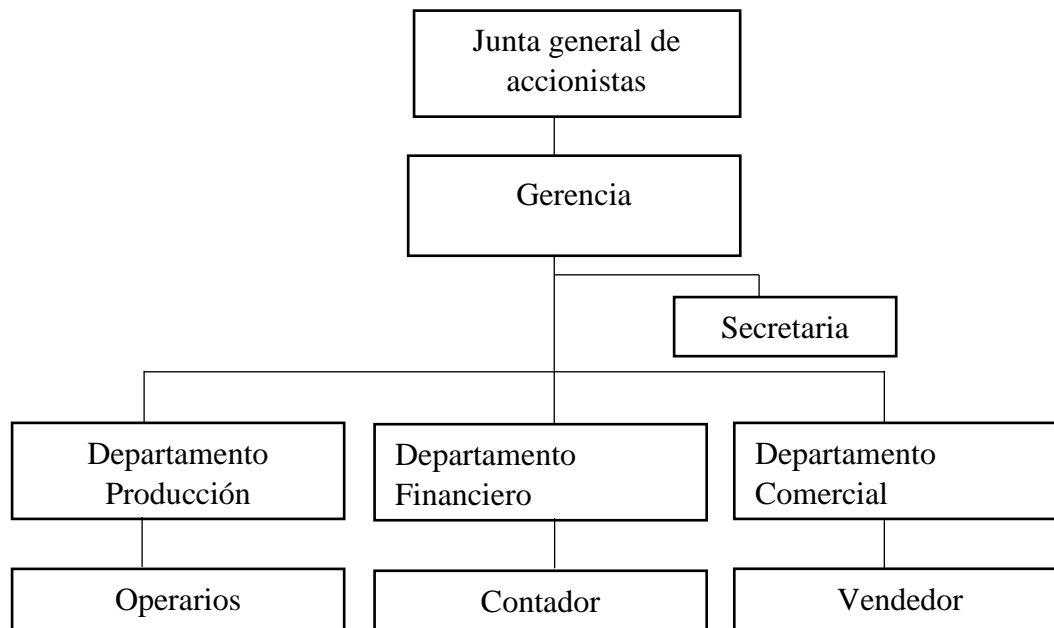 Junta general de
accionistas
Gerencia
Secretaria
Departamento
Producción
Departamento
Financiero
Departamento
Comercial
Operarios
Contador
Vendedor